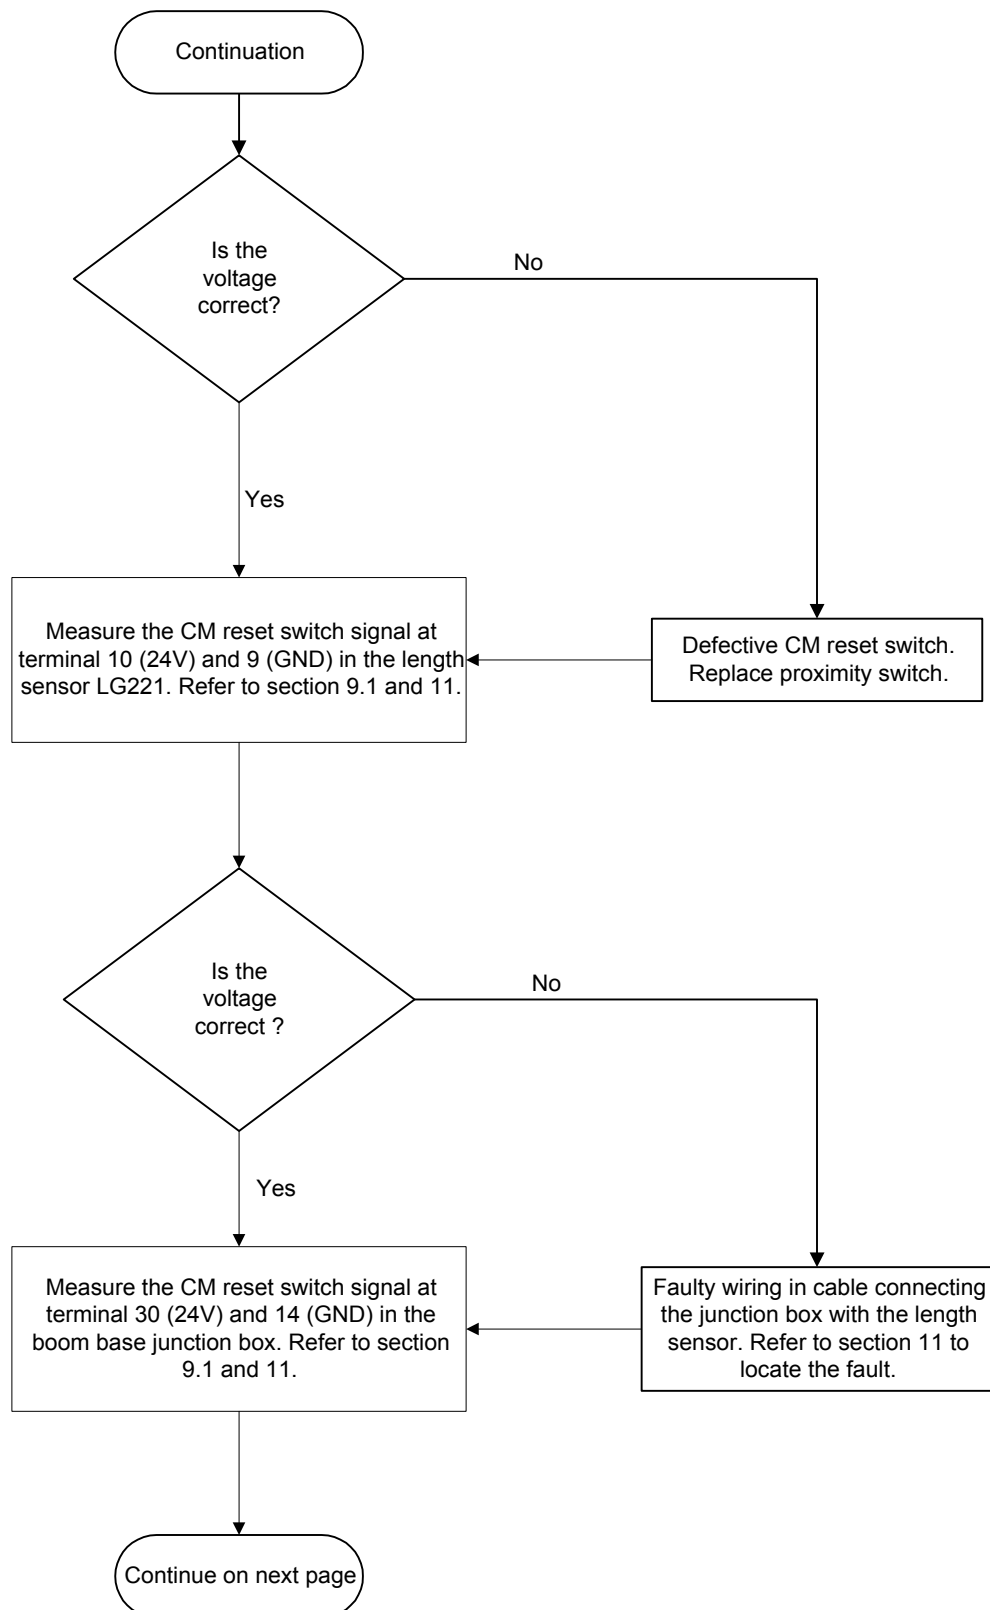 Continuation
Is the
voltage
correct?
No
Yes
Measure the CM reset switch signal at
terminal 10 (24V) and 9 (GND) in the length
sensor LG221. Refer to section 9.1 and 11.
Defective CM reset switch.
Replace proximity switch.
Is the
voltage
correct ?
No
Yes
Measure the CM reset switch signal at
terminal 30 (24V) and 14 (GND) in the
boom base junction box. Refer to section
9.1 and 11.
Faulty wiring in cable connecting
the junction box with the length
sensor. Refer to section 11 to
locate the fault.
Continue on next page